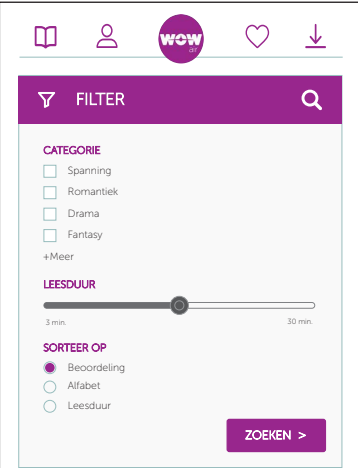 WOW
air
FILTER
CATEGORIE
Spanning
Romantiek
Drama
Fantasy
+Meer
LEESDUUR
3 min.
30 min.
SORTEER OP
Beoordeling
Alfabet
Leesduur
ZOEKEN >